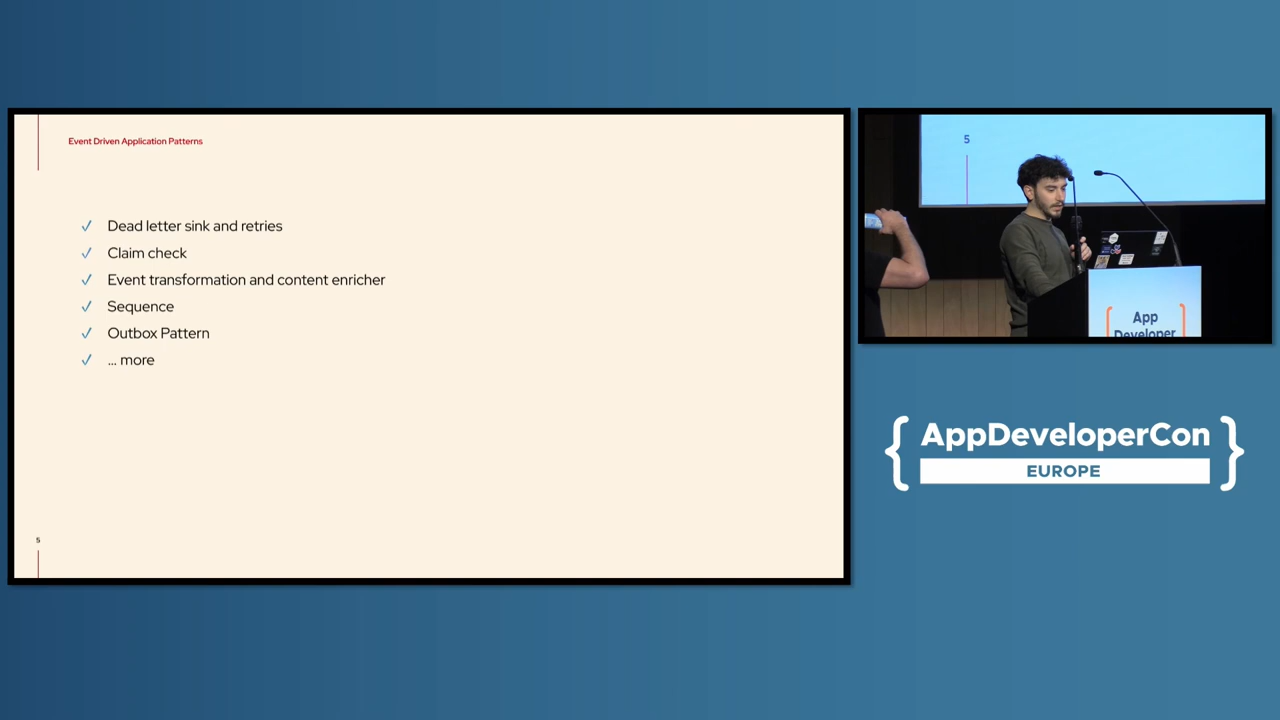 Event Driven Application Patterns
Dead letter sink and retries
Claim check
Event transformation and content enricher
Sequence
Outbox Pattern
... more
5
5
App
Developer
{ AppDeveloperCon }
EUROPE